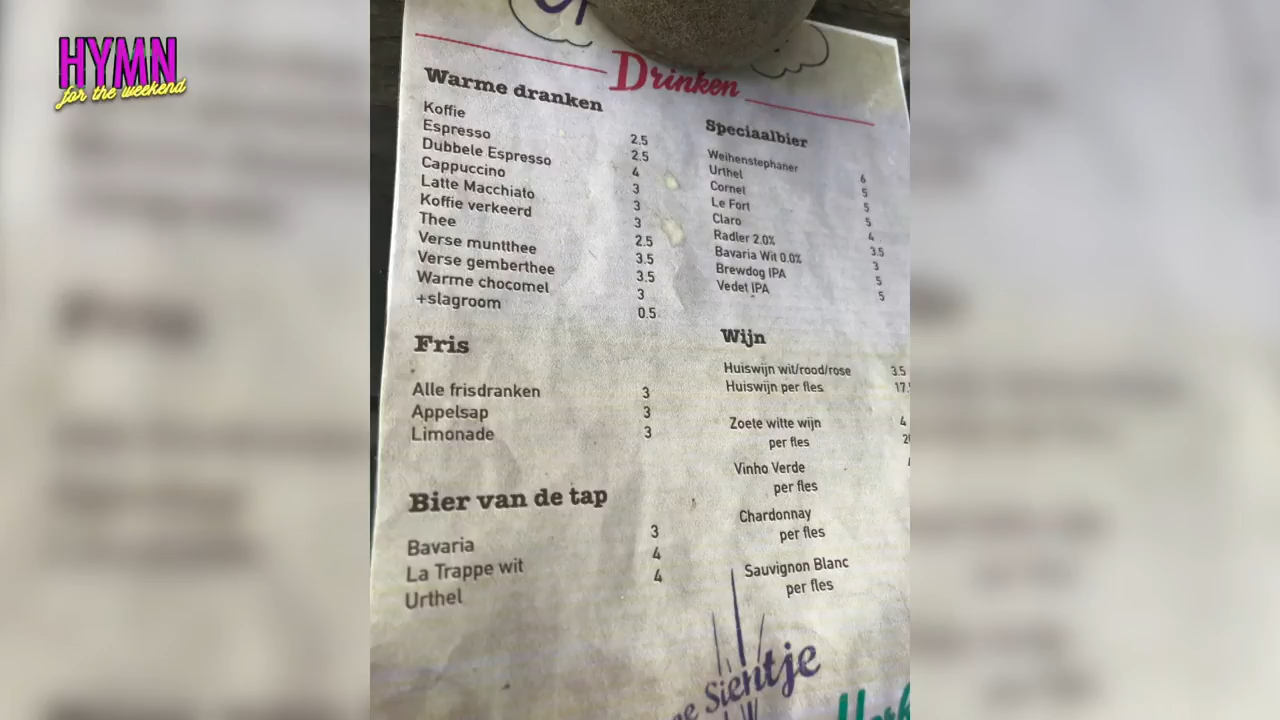 HYMN
for the weekend
Drinken
Warme dranken
Koffie 2.5
Espresso 2.5
Dubbele Espresso 4
Cappuccino 3
Latte Macchiato 3
Koffie verkeerd 3
Thee 2.5
Verse muntthee 3.5
Verse gemberthee 3.5
Warme chocomel 3
+slagroom 0.5
Fris
Alle frisdranken 3
Appelsap 3
Limonade 3
Bier van de tap
Bavaria 3
La Trappe wit 4
Urthel 4
Speciaalbier
Weihenstephaner 6
Urthel 5
Cornet 5
Le Fort 5
Claro 4
Radler 2.0% 3.5
Bavaria Wit 0.0% 3
Brewdog IPA 5
Vedet IPA 5
Wijn
Huiswijn wit/rood/rose 3.5
Huiswijn per fles 17.
Zoete witte wijn 4
per fles
Vinho Verde
per fles
Chardonnay
per fles
Sauvignon Blanc
per fles
Sientje